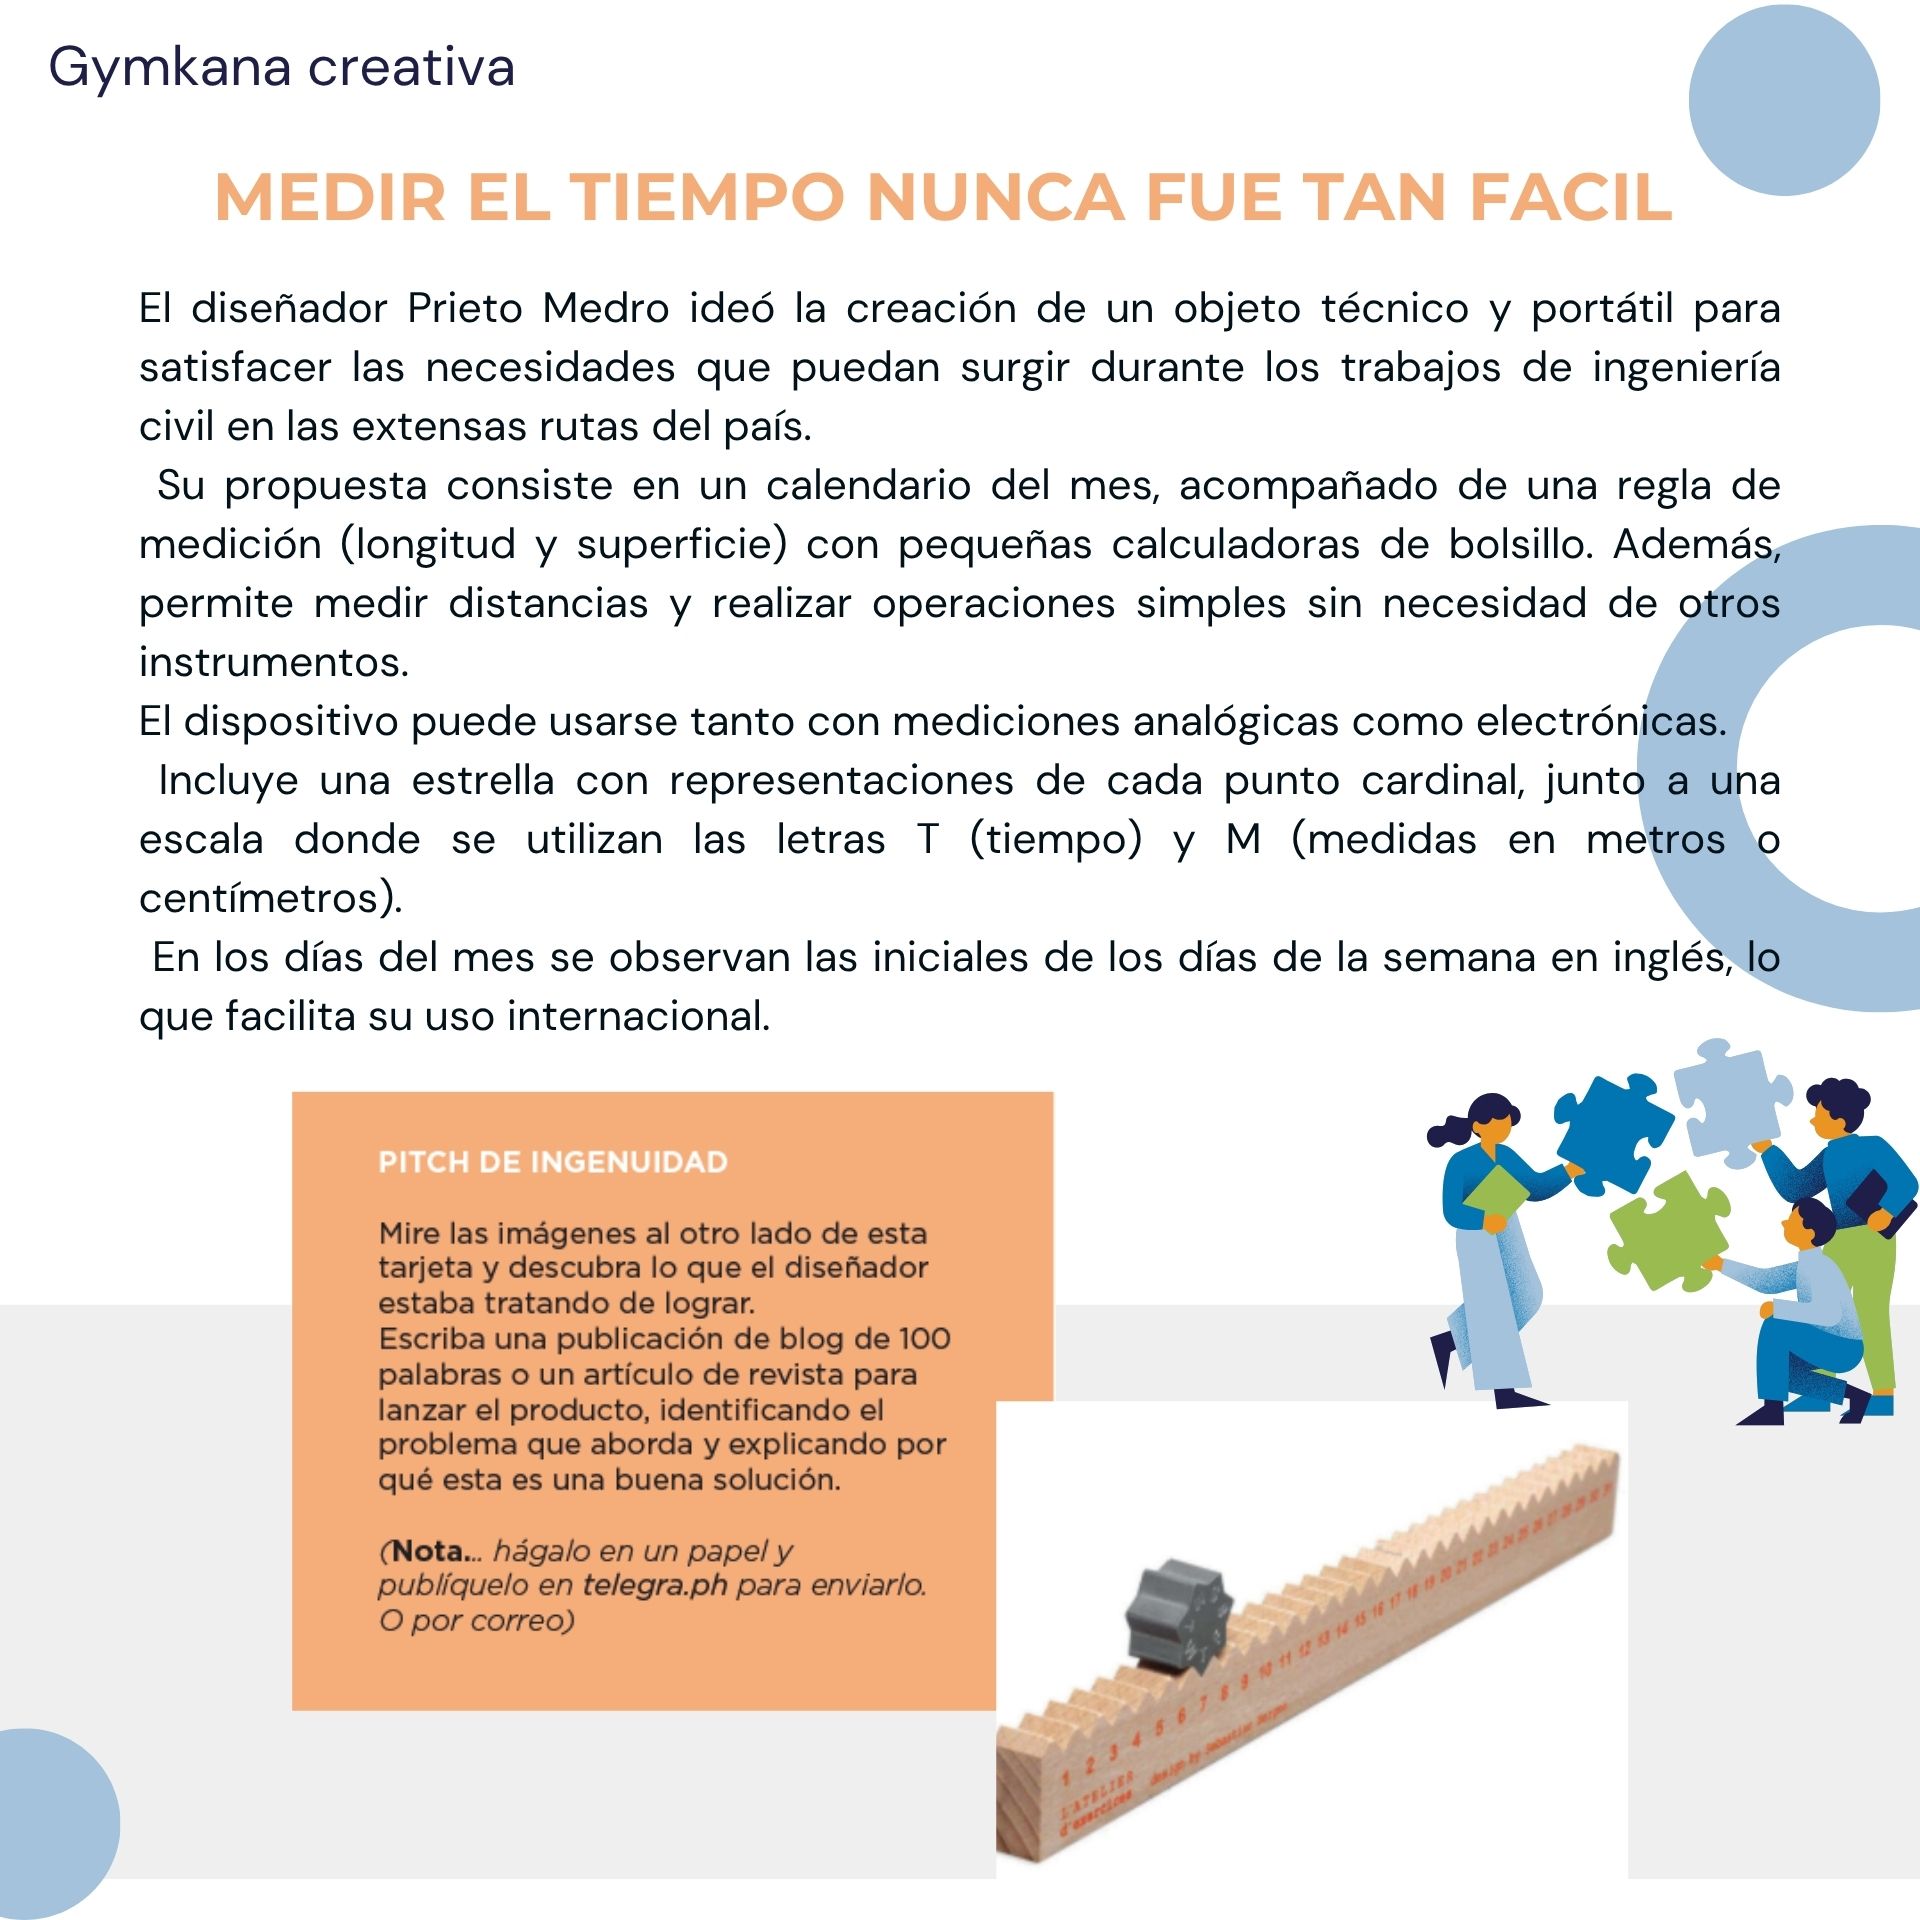 Gymkana creativa
MEDIR EL TIEMPO NUNCA FUE TAN FACIL
El diseñador Prieto Medro ideó la creación de un objeto técnico y portátil para
satisfacer las necesidades que puedan surgir durante los trabajos de ingeniería
civil en las extensas rutas del país.
Su propuesta consiste en un calendario del mes, acompañado de una regla de
medición (longitud y superficie) con pequeñas calculadoras de bolsillo. Además,
permite medir distancias y realizar operaciones simples sin necesidad de otros
instrumentos.
El dispositivo puede usarse tanto con mediciones analógicas como electrónicas.
Incluye una estrella con representaciones de cada punto cardinal, junto a una
escala donde se utilizan las letras T (tiempo) y M (medidas en metros o
centímetros).
En los días del mes se observan las iniciales de los días de la semana en inglés, lo
que facilita su uso internacional.
PITCH DE INGENUIDAD
Mire las imágenes al otro lado de esta
tarjeta y descubra lo que el diseñador
estaba tratando de lograr.
Escriba una publicación de blog de 100
palabras o un artículo de revista para
lanzar el producto, identificando el
problema que aborda y explicando por
qué esta es una buena solución.
(Nota... hágalo en un papel y
publíquelo en telegra.ph para enviarlo.
O por correo)
1 2 3 4 5 6 7 8 9 10 11 12 13 14 15 16 17 18 19 20 21 22 23 24 25 26 27 28 29 30 31
L'ATELIER
d'exercices
design by Sebastian